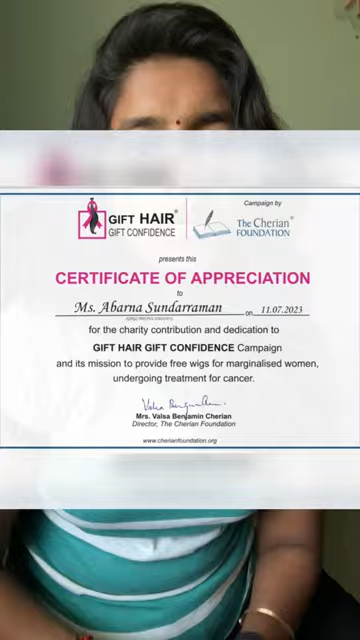 GIFT HAIR®
GIFT CONFIDENCE
Campaign by
The Cherian®
FOUNDATION
presents this
CERTIFICATE OF APPRECIATION
to
Ms. Abarna Sundarraman on 11.07.2023
for the charity contribution and dedication to
GIFT HAIR GIFT CONFIDENCE Campaign
and its mission to provide free wigs for marginalised women,
undergoing treatment for cancer.
Mrs. Valsa Benjamin Cherian
Director, The Cherian Foundation
www.cherianfoundation.org